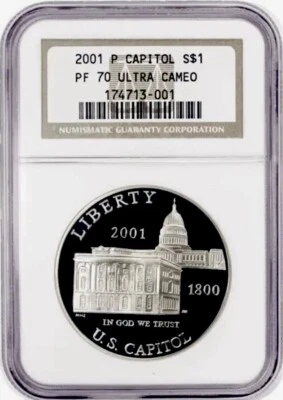 2001 P CAPITOL S$1
PF 70 ULTRA CAMEO
174713-001
NUMISMATIC GUARANTY CORPORATION
LIBERTY
2001
1800
IN GOD WE TRUST
U.S. CAPITOL